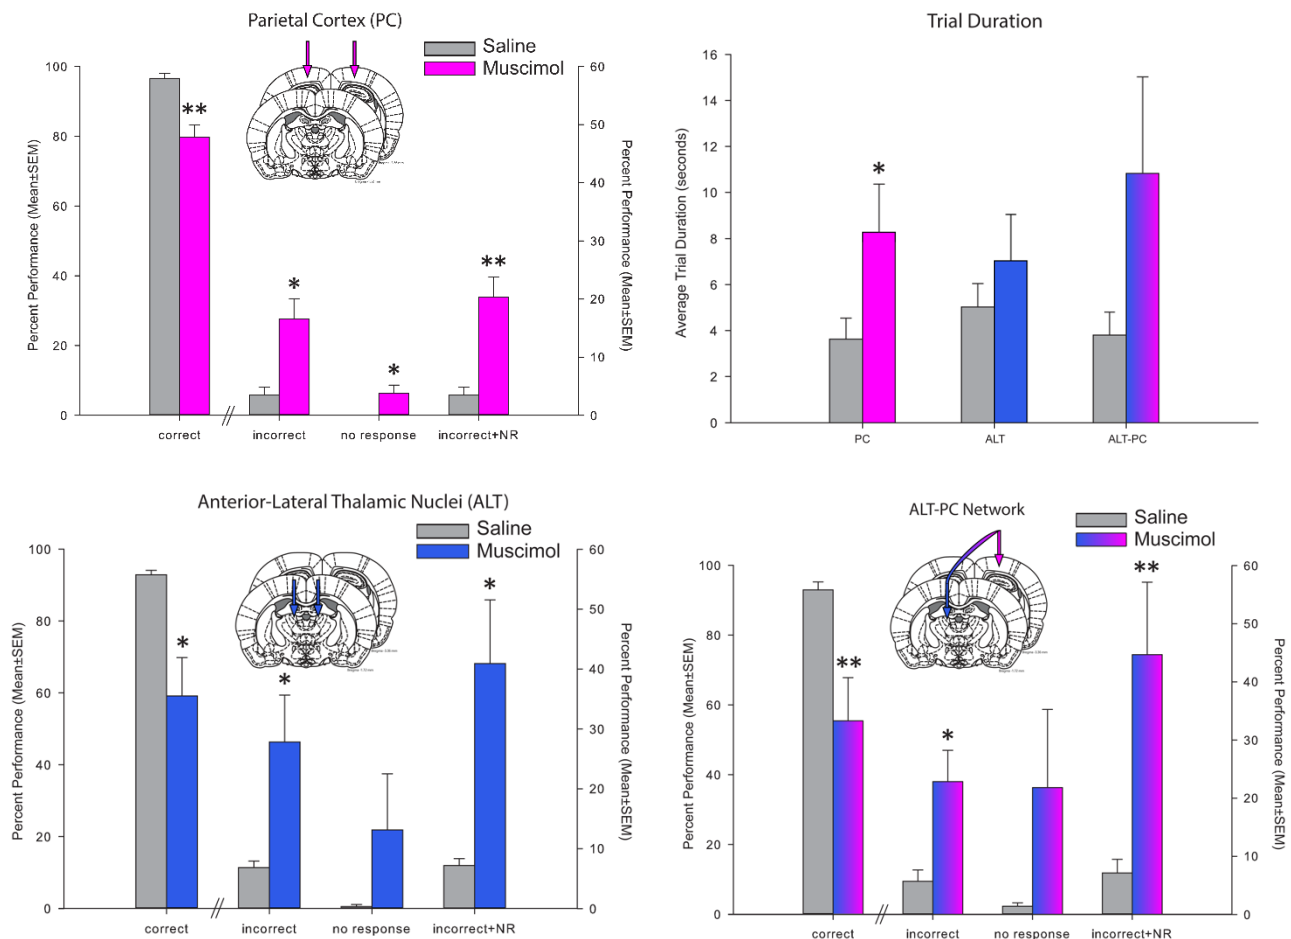 Parietal Cortex (PC)
Saline
Muscimol
Percent Performance (Mean±SEM)
100
80
60
40
20
0
**
*
*
**
60
50
40
30
20
10
0
Percent Performance (Mean±SEM)
correct
//
incorrect
no response
incorrect+NR
Trial Duration
Average Trial Duration (seconds)
16
14
12
10
8
6
4
2
0
*
PC
ALT
ALT-PC
Anterior-Lateral Thalamic Nuclei (ALT)
Saline
Muscimol
Percent Performance (Mean±SEM)
100
80
60
40
20
0
*
*
*
60
50
40
30
20
10
0
Percent Performance (Mean±SEM)
correct
//
incorrect
no response
incorrect+NR
ALT-PC Network
Saline
Muscimol
Percent Performance (Mean±SEM)
100
80
60
40
20
0
**
*
**
60
50
40
30
20
10
0
Percent Performance (Mean±SEM)
correct
//
incorrect
no response
incorrect+NR